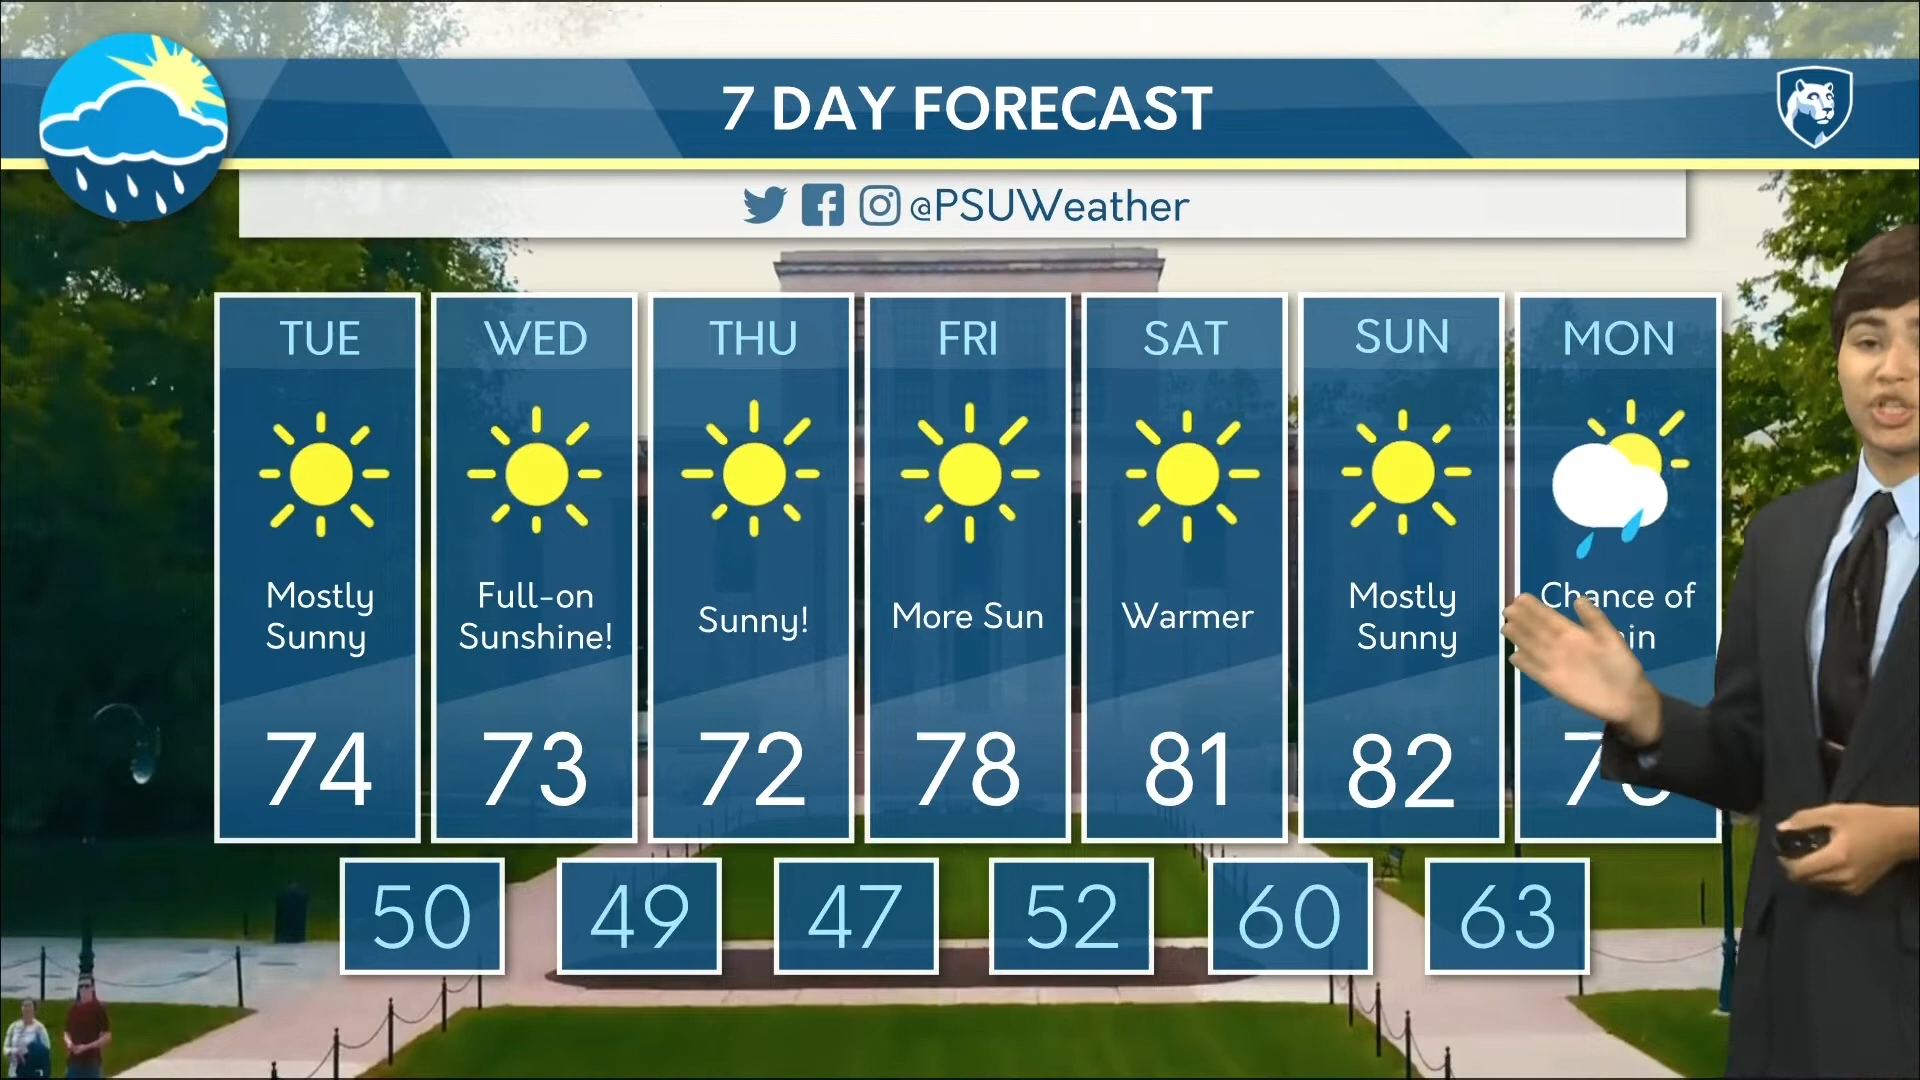 7 DAY FORECAST
@PSUWeather
TUE
Mostly
Sunny
74
WED
Full-on
Sunshine!
73
THU
Sunny!
72
FRI
More Sun
78
SAT
Warmer
81
SUN
Mostly
Sunny
82
MON
Chance of
50
49
47
52
60
63